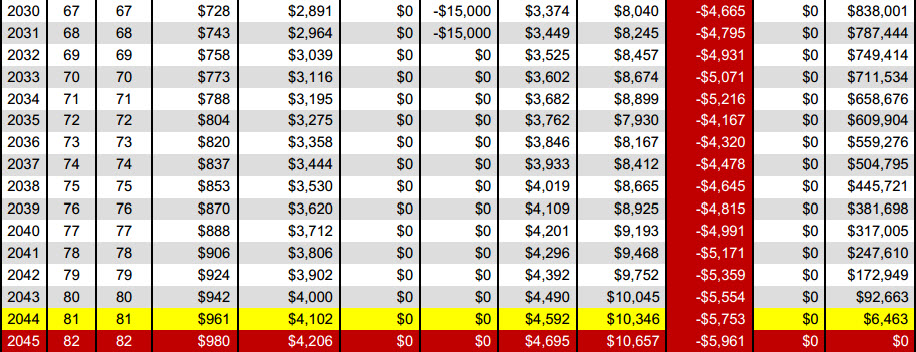 2030 67 67 $728 $2,891 $0 -$15,000 $3,374 $8,040 -$4,665 $0 $838,001
2031 68 68 $743 $2,964 $0 -$15,000 $3,449 $8,245 -$4,795 $0 $787,444
2032 69 69 $758 $3,039 $0 $0 $3,525 $8,457 -$4,931 $0 $749,414
2033 70 70 $773 $3,116 $0 $0 $3,602 $8,674 -$5,071 $0 $711,534
2034 71 71 $788 $3,195 $0 $0 $3,682 $8,899 -$5,216 $0 $658,676
2035 72 72 $804 $3,275 $0 $0 $3,762 $7,930 -$4,167 $0 $609,904
2036 73 73 $820 $3,358 $0 $0 $3,846 $8,167 -$4,320 $0 $559,276
2037 74 74 $837 $3,444 $0 $0 $3,933 $8,412 -$4,478 $0 $504,795
2038 75 75 $853 $3,530 $0 $0 $4,019 $8,665 -$4,645 $0 $445,721
2039 76 76 $870 $3,620 $0 $0 $4,109 $8,925 -$4,815 $0 $381,698
2040 77 77 $888 $3,712 $0 $0 $4,201 $9,193 -$4,991 $0 $317,005
2041 78 78 $906 $3,806 $0 $0 $4,296 $9,468 -$5,171 $0 $247,610
2042 79 79 $924 $3,902 $0 $0 $4,392 $9,752 -$5,359 $0 $172,949
2043 80 80 $942 $4,000 $0 $0 $4,490 $10,045 -$5,554 $0 $92,663
2044 81 81 $961 $4,102 $0 $0 $4,592 $10,346 -$5,753 $0 $6,463
2045 82 82 $980 $4,206 $0 $0 $4,695 $10,657 -$5,961 $0 $0